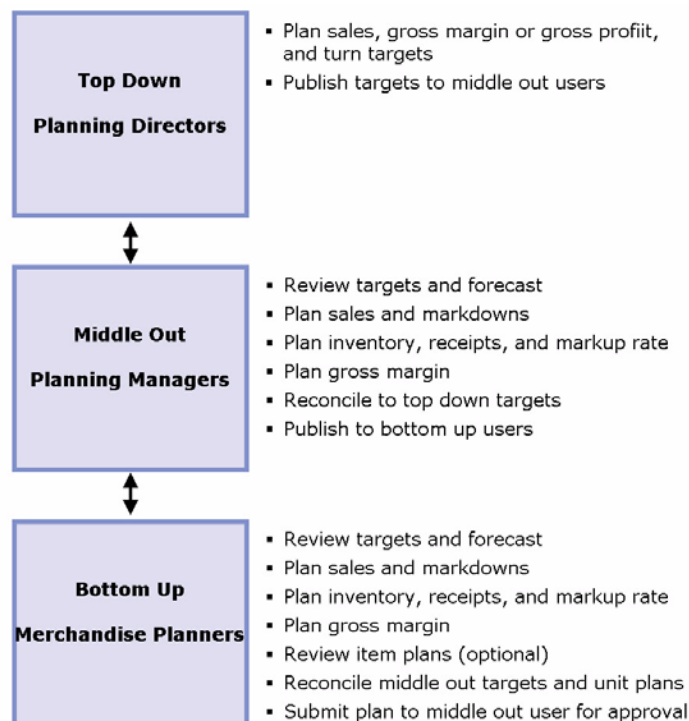 Top Down
Planning Directors
▪ Plan sales, gross margin or gross profiit,
and turn targets
▪ Publish targets to middle out users
Middle Out
Planning Managers
▪ Review targets and forecast
▪ Plan sales and markdowns
▪ Plan inventory, receipts, and markup rate
▪ Plan gross margin
▪ Reconcile to top down targets
▪ Publish to bottom up users
Bottom Up
Merchandise Planners
▪ Review targets and forecast
▪ Plan sales and markdowns
▪ Plan inventory, receipts, and markup rate
▪ Plan gross margin
▪ Review item plans (optional)
▪ Reconcile middle out targets and unit plans
▪ Submit plan to middle out user for approval